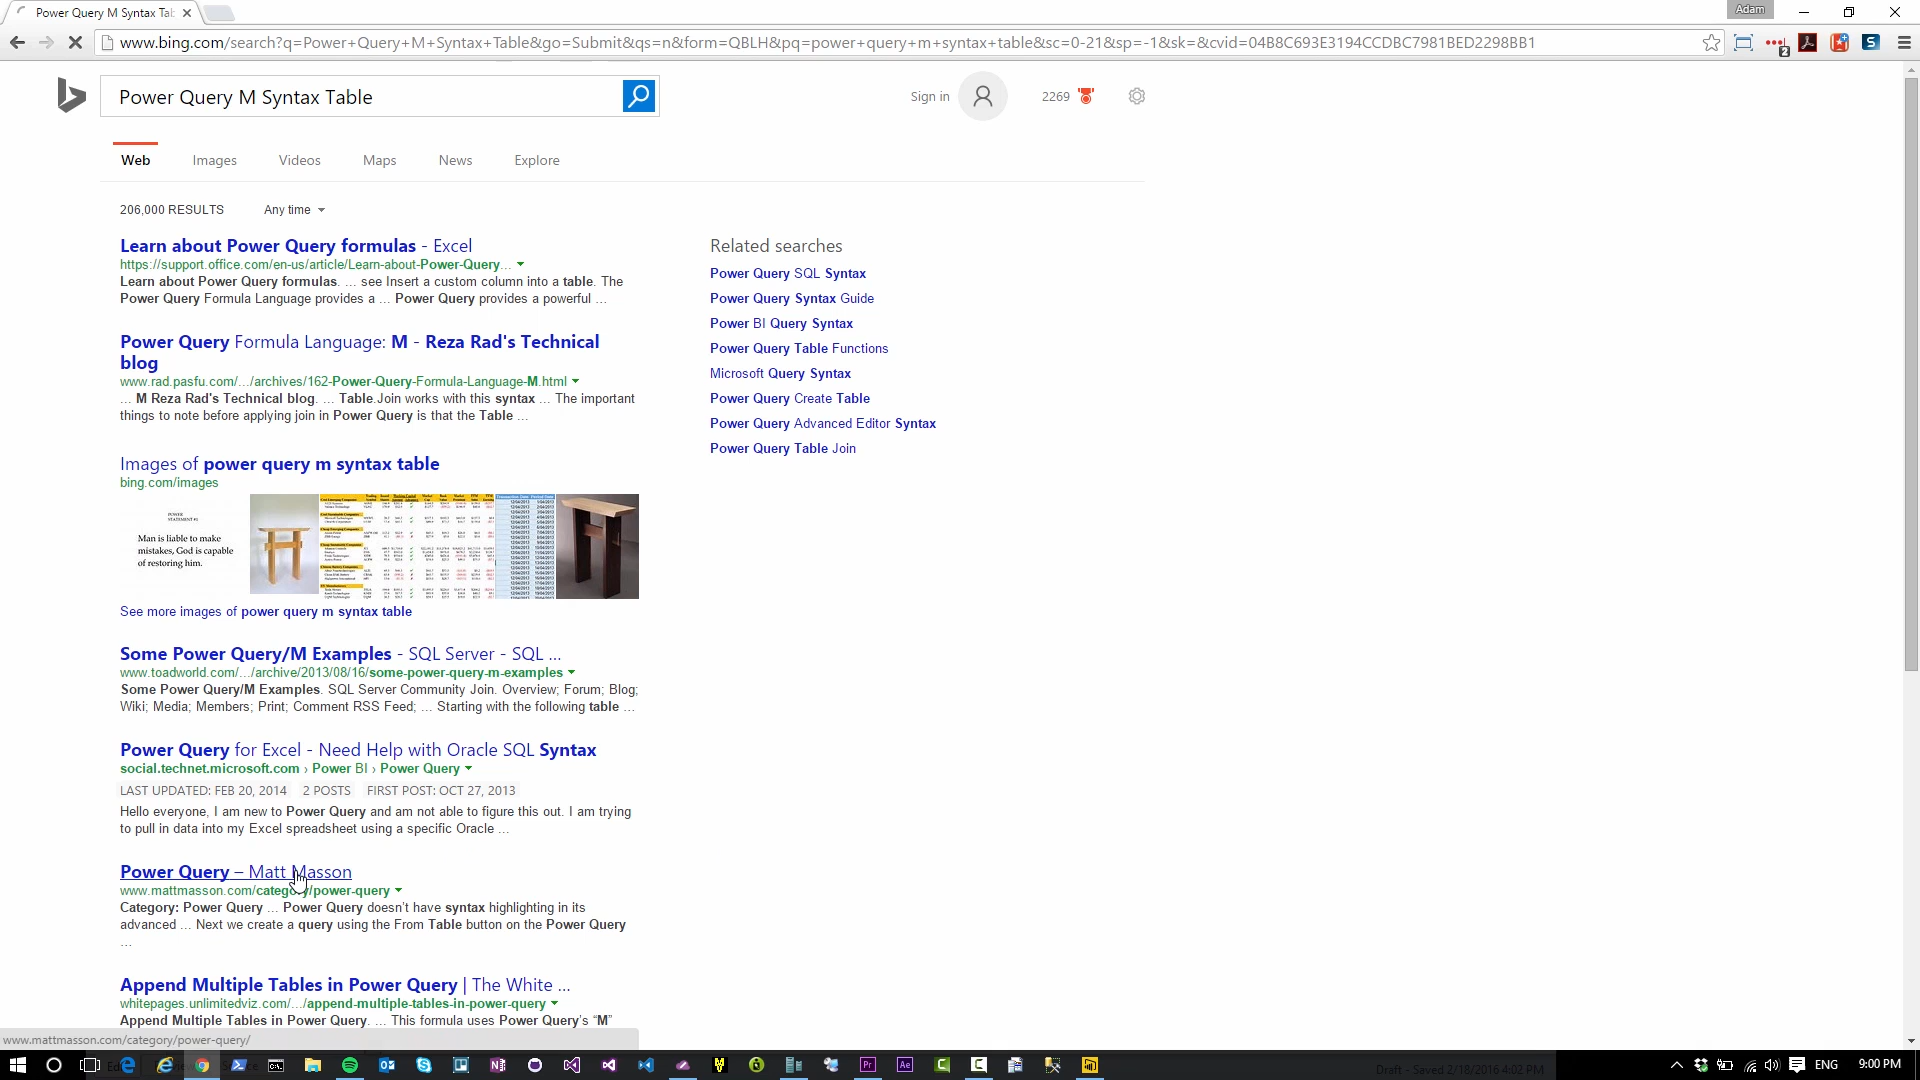 Power Query M Syntax Tab
Adam
www.bing.com/search?q=Power+Query+M+Syntax+Table&go=Submit&qs=n&form=QBLH&pq=power+query+m+syntax+table&sc=0-21&sp=-1&sk=&cvid=04B8C693E3194CCDBC7981BED2298BB1
2
Power Query M Syntax Table
Sign in
2269
Web Images Videos Maps News Explore
206,000 RESULTS Any time
Learn about Power Query formulas - Excel
https://support.office.com/en-us/article/Learn-about-Power-Query...
Learn about Power Query formulas. ... see Insert a custom column into a table. The
Power Query Formula Language provides a ... Power Query provides a powerful ...
Power Query Formula Language: M - Reza Rad's Technical
blog
www.rad.pasfu.com/.../archives/162-Power-Query-Formula-Language-M.html
... M Reza Rad's Technical blog. ... Table.Join works with this syntax ... The important
things to note before applying join in Power Query is that the Table ...
Images of power query m syntax table
bing.com/images
POWER
STATEMENT #1
Man is liable to make
mistakes, God is capable
of restoring him.
See more images of power query m syntax table
Some Power Query/M Examples - SQL Server - SQL ...
www.toadworld.com/.../archive/2013/08/16/some-power-query-m-examples
Some Power Query/M Examples. SQL Server Community Join. Overview; Forum; Blog;
Wiki; Media; Members; Print; Comment RSS Feed; ... Starting with the following table ...
Power Query for Excel - Need Help with Oracle SQL Syntax
social.technet.microsoft.com › Power BI › Power Query
LAST UPDATED: FEB 20, 2014 2 POSTS FIRST POST: OCT 27, 2013
Hello everyone, I am new to Power Query and am not able to figure this out. I am trying
to pull in data into my Excel spreadsheet using a specific Oracle ...
Power Query – Matt Masson
www.mattmasson.com/category/power-query
Category: Power Query ... Power Query doesn't have syntax highlighting in its
advanced ... Next we create a query using the From Table button on the Power Query
...
Append Multiple Tables in Power Query | The White ...
whitepages.unlimitedviz.com/.../append-multiple-tables-in-power-query
Append Multiple Tables in Power Query. ... This formula uses Power Query's “M”
Related searches
Power Query SQL Syntax
Power Query Syntax Guide
Power BI Query Syntax
Power Query Table Functions
Microsoft Query Syntax
Power Query Create Table
Power Query Advanced Editor Syntax
Power Query Table Join
www.mattmasson.com/category/power-query/
Draft - Saved 2/18/2016 4:02 PM
ENG
9:00 PM